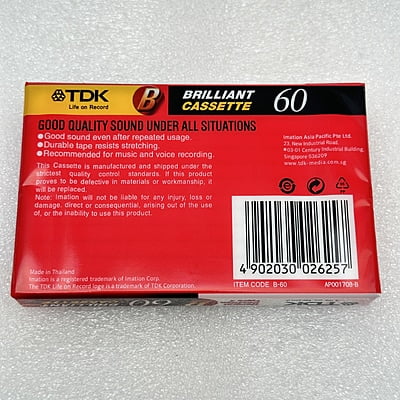 TDK
Life on Record
B
BRILLIANT
CASSETTE
60
GOOD QUALITY SOUND UNDER ALL SITUATIONS
●Good sound even after repeated usage.
●Durable tape resists stretching.
●Recommended for music and voice recording.
This Cassette is manufactured and shipped under the
strictest quality control standards. If this product
proves to be defective in materials or workmanship, it
will be replaced.
Note: Imation will not be liable for any injury, loss or
damage, direct or consequential, arising out of the use
of, or the inability to use this product.
Imation Asia Pacific Pte Ltd.
23, New Industrial Road,
#03-01 Century Industrial Building,
Singapore 536209
www.tdk-media.com.sg
4 902030 026257
ITEM CODE B-60
AP001708-B
Made in Thailand
Imation is a registered trademark of Imation Corp.
The TDK Life on Record logo is a trademark of TDK Corporation.
60